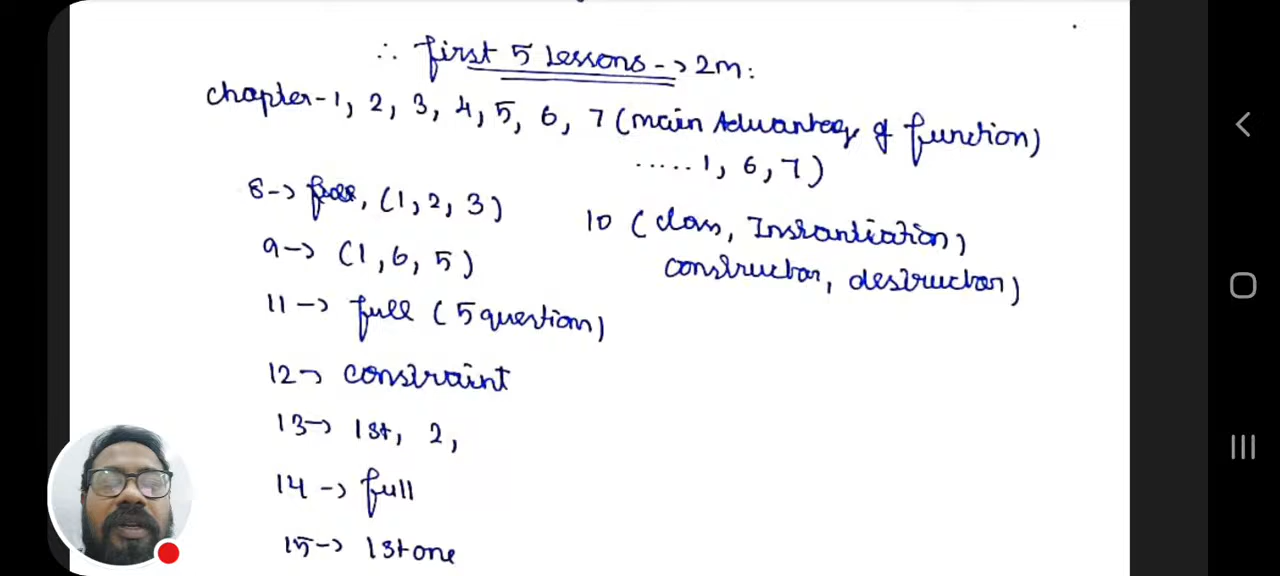 ∴ first 5 Lessons -> 2m:
chapter-1, 2, 3, 4, 5, 6, 7 (main Advantage of function)
.....1, 6, 7)
8-> (1, 2, 3)
10 (class, Instantiation)
9-> (1, 6, 5)
constructor, destructor)
11-> full (5 question)
12-> constraint
13-> 1st, 2,
14-> full
15-> 1st one